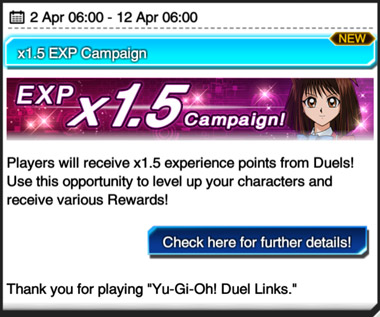 2 Apr 06:00 - 12 Apr 06:00
NEW
x1.5 EXP Campaign
EXP x1.5 Campaign!
Players will receive x1.5 experience points from Duels!
Use this opportunity to level up your characters and
receive various Rewards!
Check here for further details!
Thank you for playing "Yu-Gi-Oh! Duel Links."